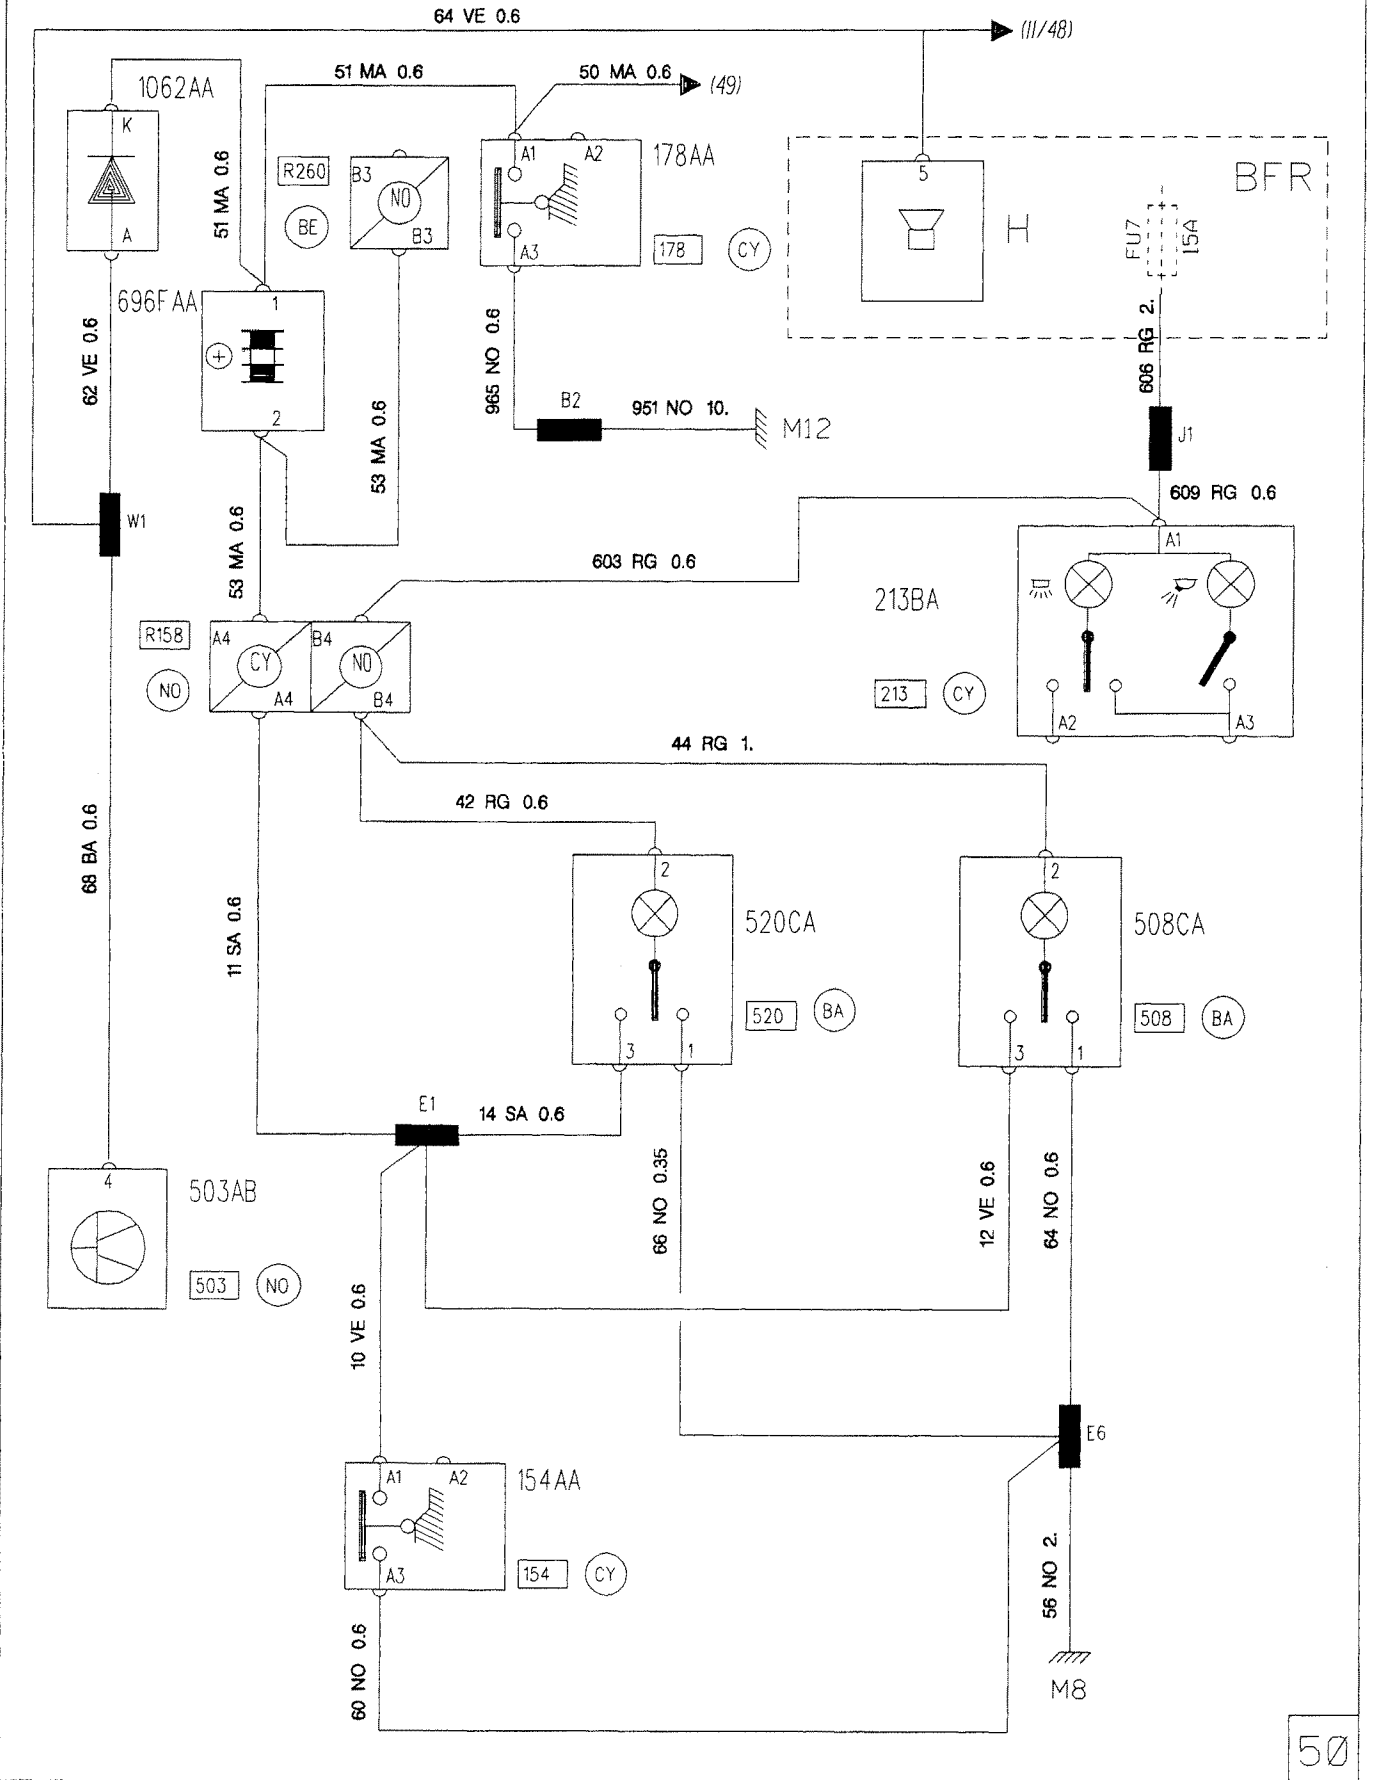 64 VE 0.6
(II/48)
1062AA
51 MA 0.6
50 MA 0.6
(49)
K
A
51 MA 0.6
R260
BE
B3
NO
B3
A1
A2
A3
178AA
178
CY
5
H
BFR
FU7
15A
606 RG 2.
62 VE 0.6
696FAA
1
+
2
53 MA 0.6
965 NO 0.6
B2
951 NO 10.
M12
J1
W1
53 MA 0.6
603 RG 0.6
609 RG 0.6
A1
213BA
213
CY
A2
A3
R158
NO
A4
CY
A4
B4
NO
B4
44 RG 1.
42 RG 0.6
68 BA 0.6
11 SA 0.6
2
520CA
520
BA
3
1
2
508CA
508
BA
3
1
E1
14 SA 0.6
4
503AB
503
NO
66 NO 0.35
12 VE 0.6
64 NO 0.6
10 VE 0.6
E6
A1
A2
A3
154AA
154
CY
56 NO 2.
60 NO 0.6
M8
50